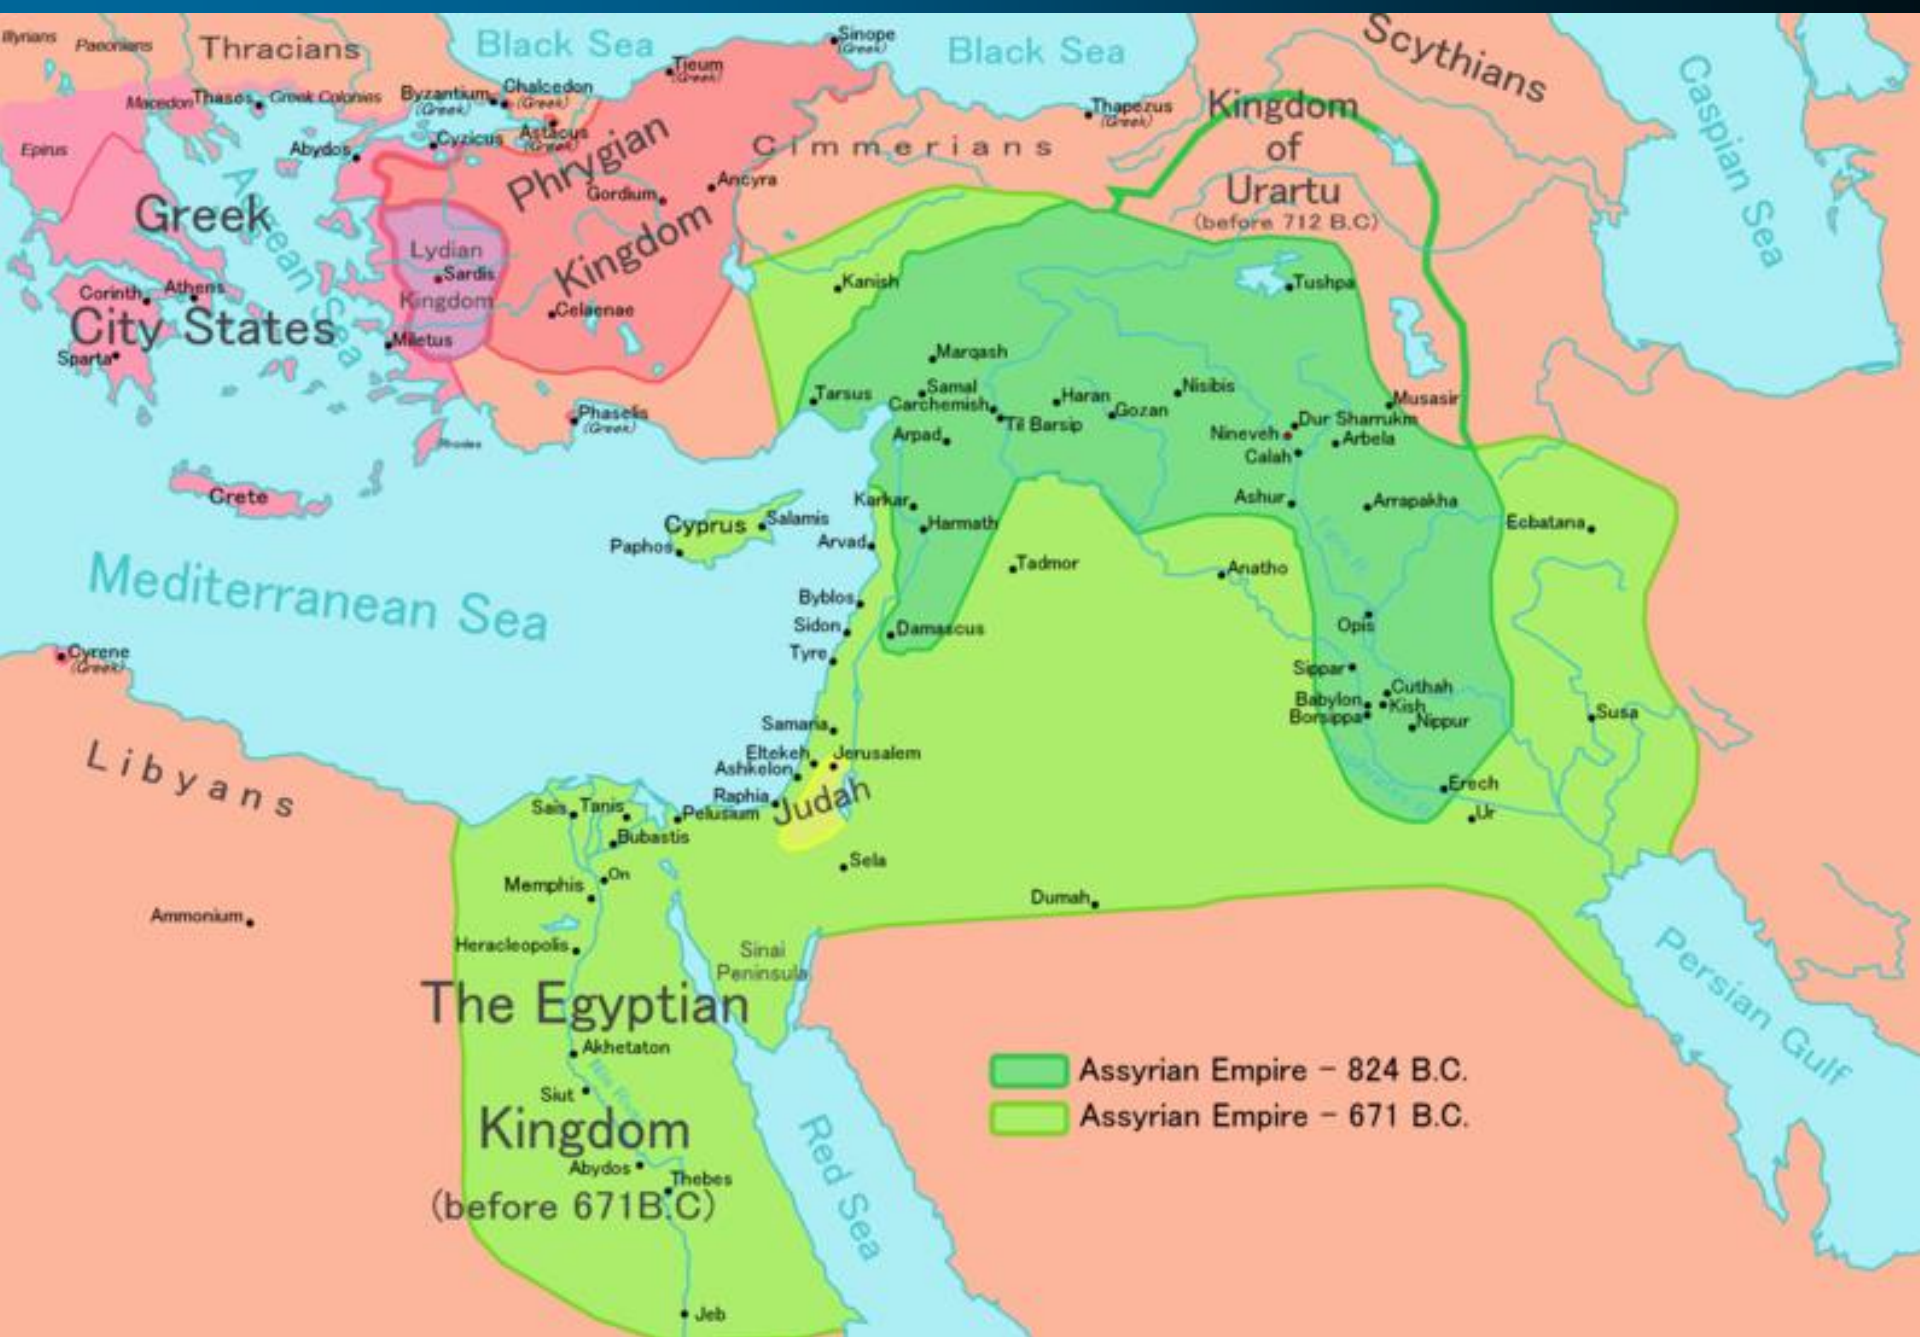 Illyrians
Paeonians
Thracians
Black Sea
Sinope
(Greek)
Black Sea
Scythians
Caspian Sea
Tieum
(Greek)
Byzantium
(Greek)
Chalcedon
(Greek)
Macedon
Thasos
Greek Colonies
Thapezus
(Greek)
Kingdom
of
Urartu
(before 712 B.C)
Epirus
Abydos
Cyzicus
Astacus
(Greek)
Phrygian
Kingdom
Cimmerians
Gordium
Ancyra
Greek
City States
Aegean Sea
Lydian
Kingdom
Sardis
Corinth
Athens
Celaenae
Kanish
Tushpa
Sparta
Miletus
Marqash
Tarsus
Samal
Carchemish
Til Barsip
Haran
Gozan
Nisibis
Musasir
Phaselis
(Greek)
Rhodes
Arpad
Nineveh
Dur Sharrukm
Arbela
Calah
Crete
Karkar
Ashur
Arrapakha
Cyprus
Salamis
Paphos
Arvad
Harmath
Ecbatana
Tigris R
Mediterranean Sea
Tadmor
Anatho
Byblos
Sidon
Damascus
Opis
Tyre
Cyrene
(Greek)
Sippar
Cuthah
Babylon
Kish
Borsippa
Nippur
Susa
Samaria
Eltekeh
Jerusalem
Ashkelon
Judah
Raphia
Erech
Ur
Libyans
Sais
Tanis
Pelusium
Bubastis
Sela
On
Memphis
Dumah
Ammonium
Heracleopolis
Sinai
Peninsula
Persian Gulf
The Egyptian
Kingdom
(before 671B.C)
Akhetaton
Siut
Abydos
Thebes
Red Sea
Assyrian Empire - 824 B.C.
Assyrian Empire - 671 B.C.
Jeb